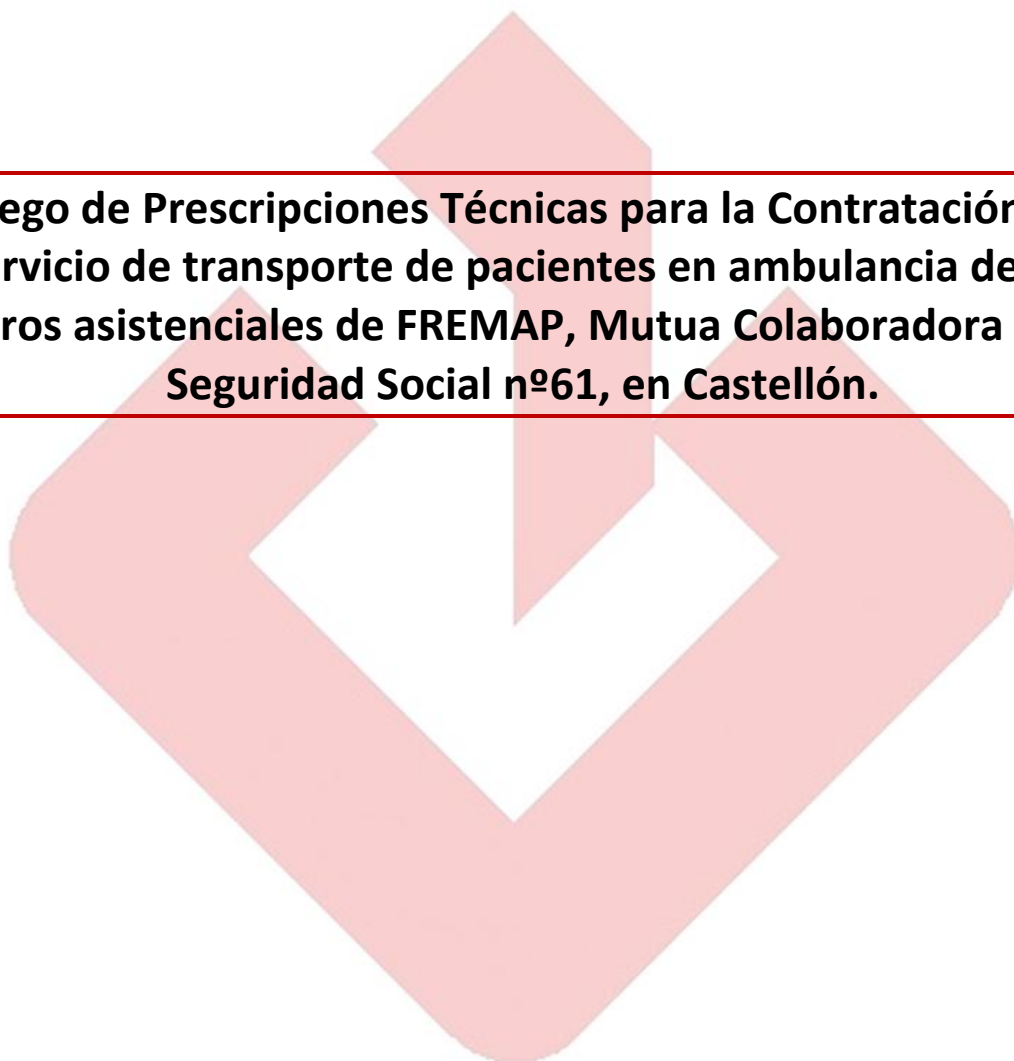 ego de Prescripciones Técnicas para la Contratación
rvicio de transporte de pacientes en ambulancia de
ros asistenciales de FREMAP, Mutua Colaboradora
Seguridad Social nº61, en Castellón.